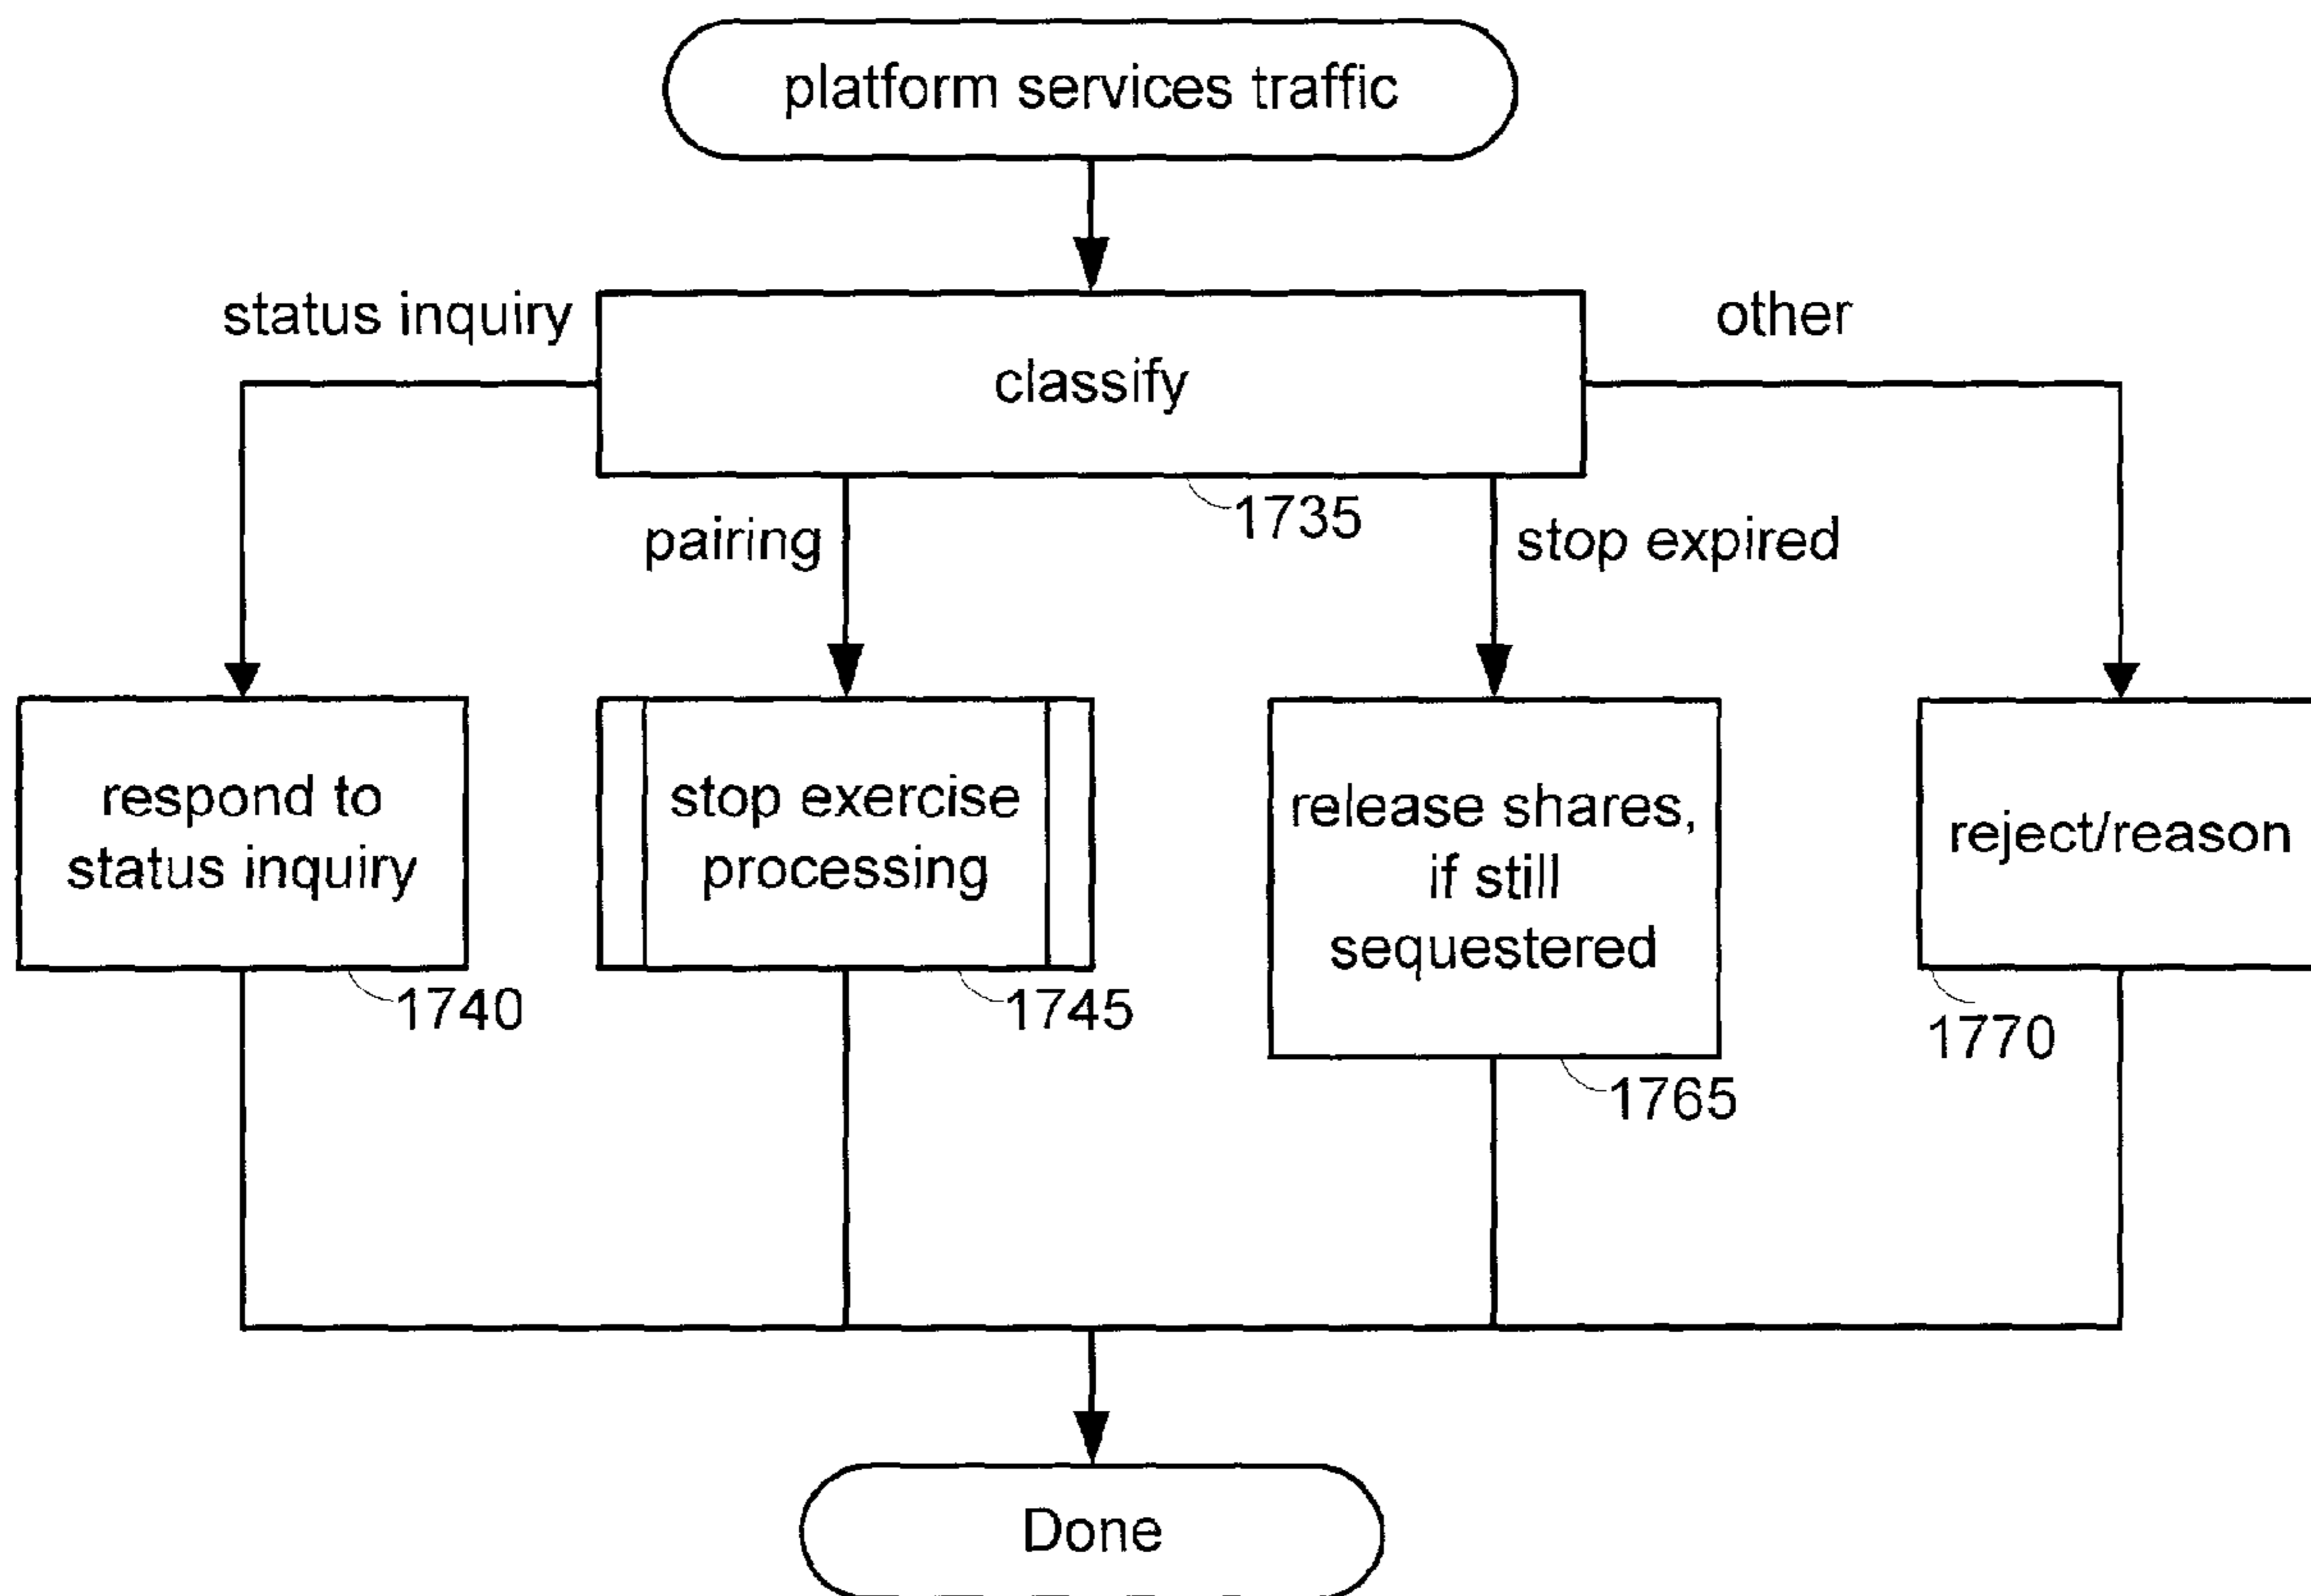 platform services traffic
status inquiry
other
classify
1735
pairing
stop expired
respond to
status inquiry
1740
stop exercise
processing
1745
release shares,
if still
sequestered
1765
reject/reason
1770
Done